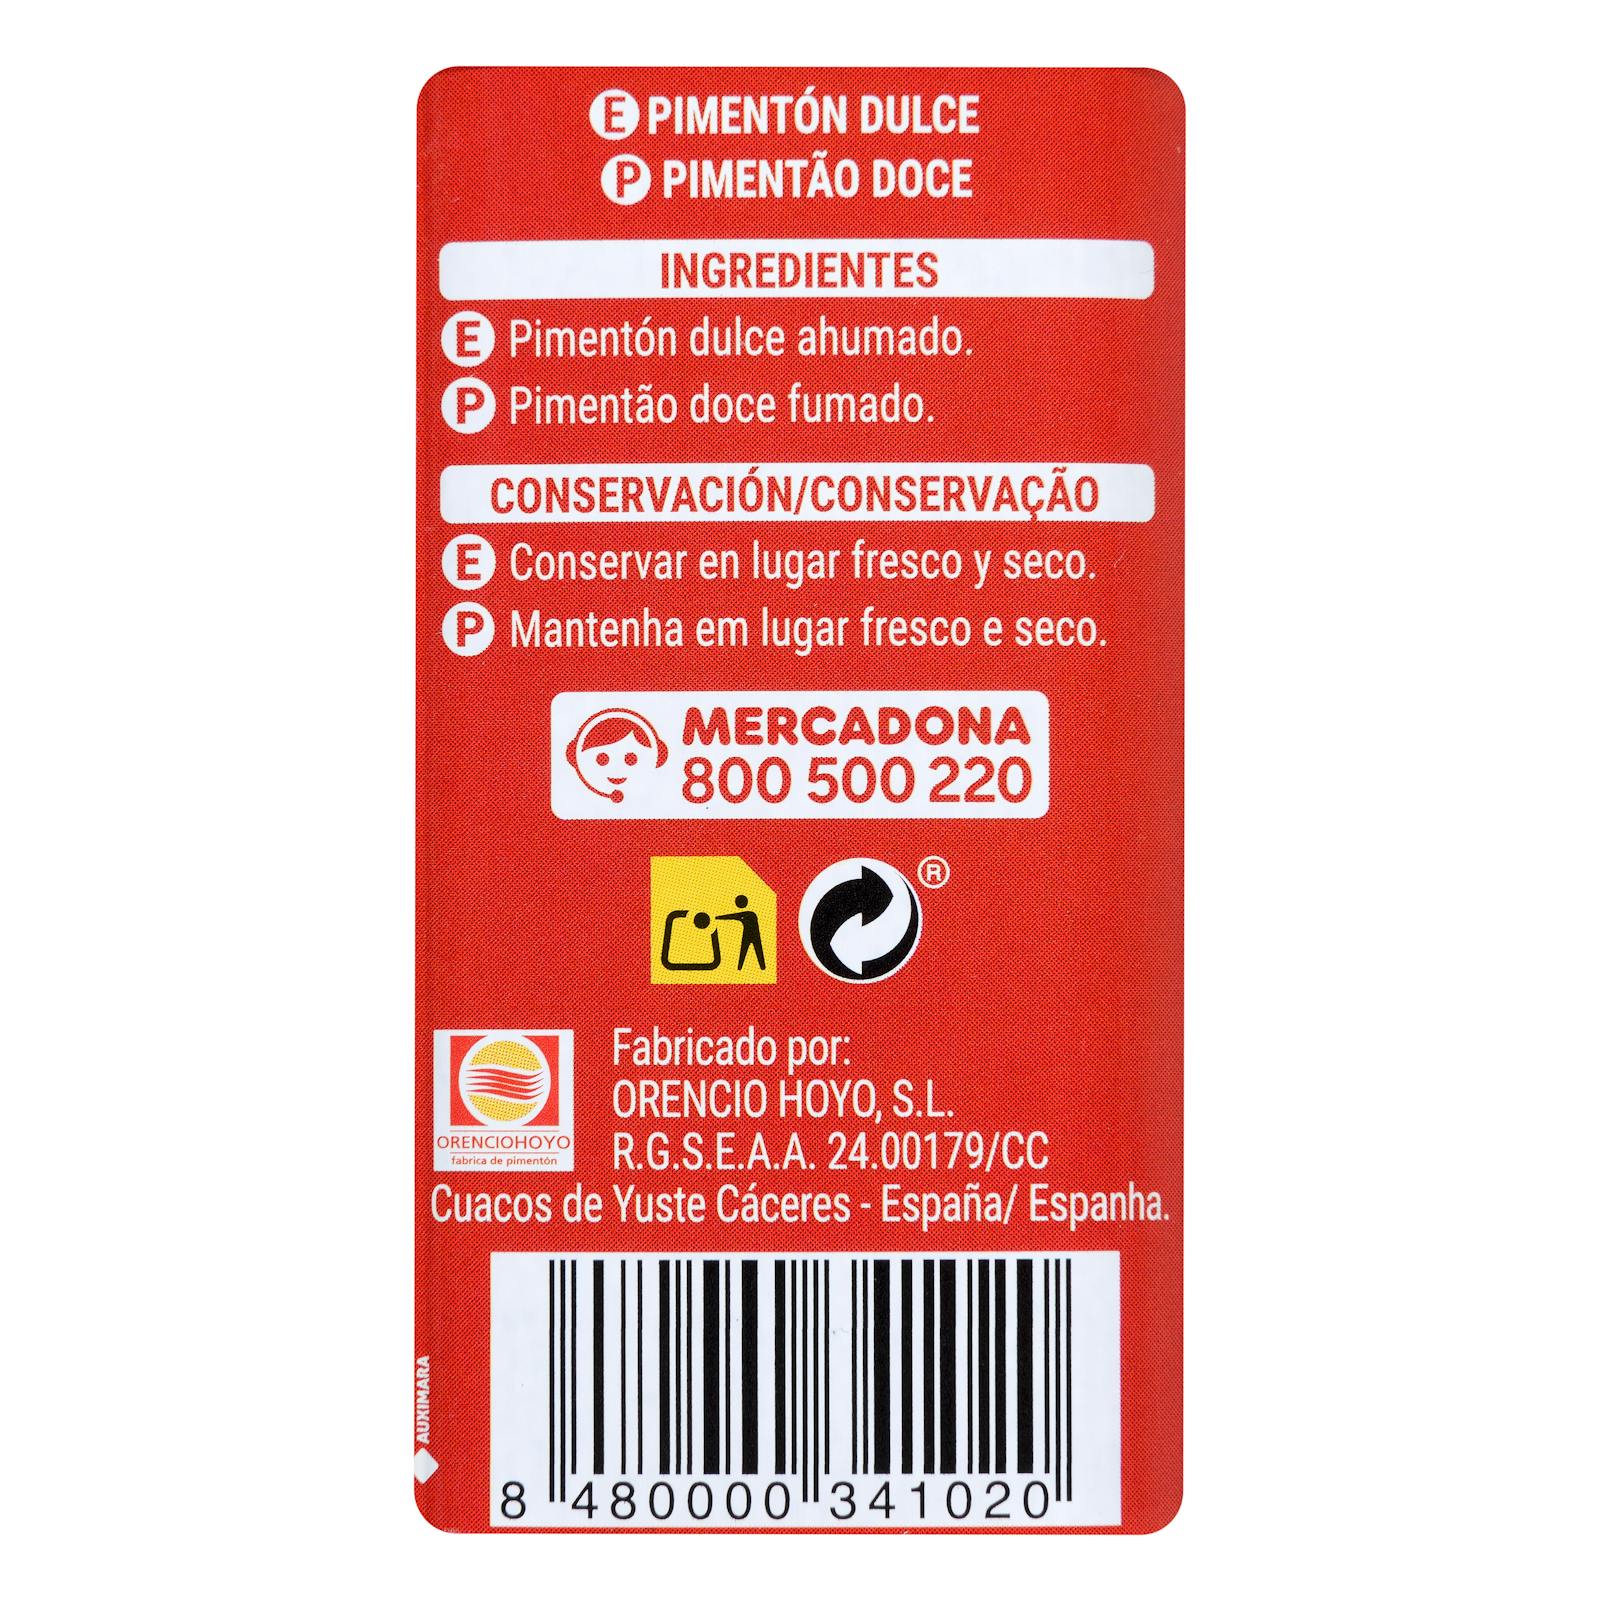 E PIMENTÓN DULCE
P PIMENTÃO DOCE
INGREDIENTES
E Pimentón dulce ahumado.
P Pimentão doce fumado.
CONSERVACIÓN/CONSERVAÇÃO
E Conservar en lugar fresco y seco.
P Mantenha em lugar fresco e seco.
MERCADONA
800 500 220
®
ORENCIOHOYO
fabrica de pimentón
Fabricado por:
ORENCIO HOYO, S.L.
R.G.S.E.A.A. 24.00179/CC
Cuacos de Yuste Cáceres - España/ Espanha.
AUXIMARA
8 480000 341020